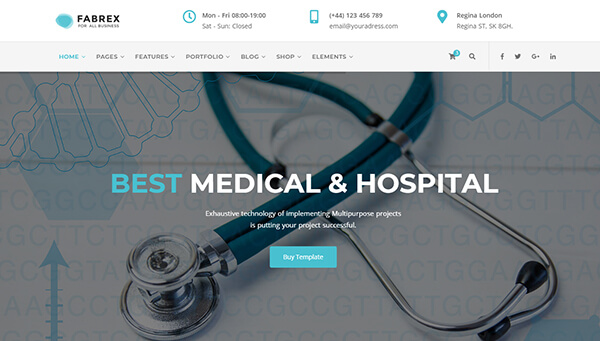 FABREX
FOR ALL BUSINESS
Mon - Fri 08:00-19:00
Sat - Sun: Closed
(+44) 123 456 789
email@youradress.com
Regina London
Regina ST, SK 8GH.
HOME PAGES FEATURES PORTFOLIO BLOG SHOP ELEMENTS
BEST MEDICAL & HOSPITAL
Exhaustive technology of implementing Multipurpose projects
is putting your project successful.
Buy Template